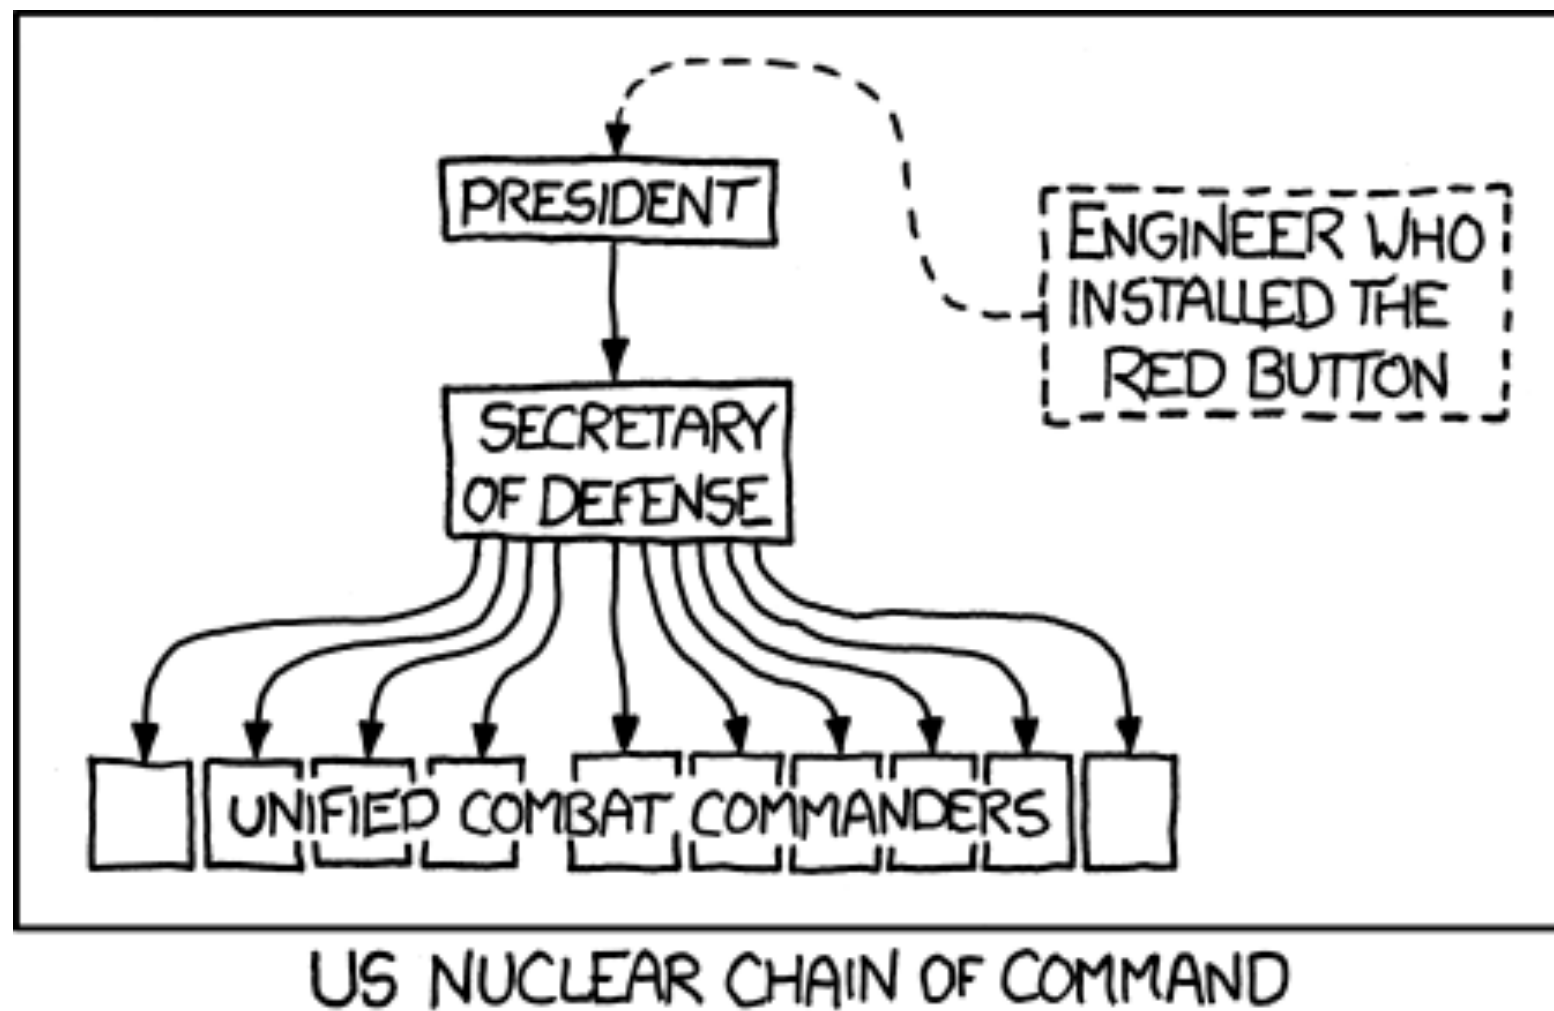 PRESIDENT
ENGINEER WHO
INSTALLED THE
RED BUTTON
SECRETARY
OF DEFENSE
UNIFIED COMBAT COMMANDERS
US NUCLEAR CHAIN OF COMMAND